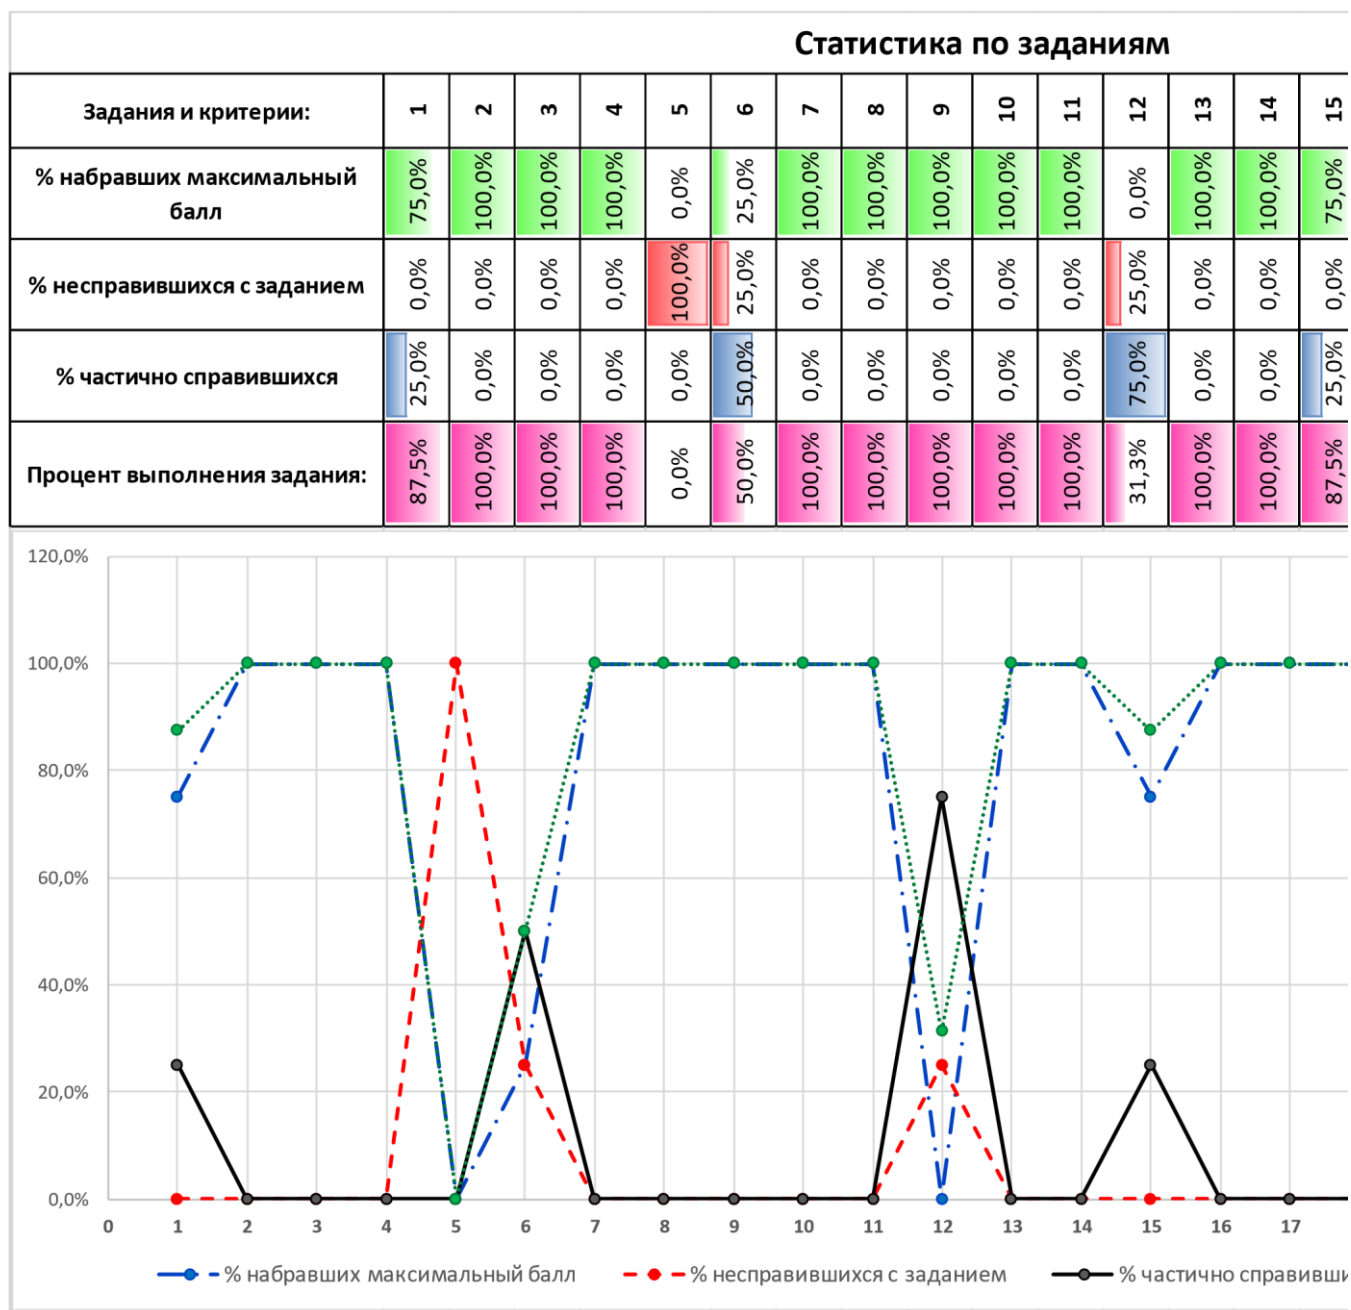 Статистика по заданиям
Задания и критерии: 1 2 3 4 5 6 7 8 9 10 11 12 13 14 15
% набравших максимальный
балл
75,0% 100,0% 100,0% 100,0% 0,0% 25,0% 100,0% 100,0% 100,0% 100,0% 100,0% 0,0% 100,0% 100,0% 75,0%
% несправившихся с заданием 0,0% 0,0% 0,0% 0,0% 100,0% 25,0% 0,0% 0,0% 0,0% 0,0% 0,0% 25,0% 0,0% 0,0% 0,0%
% частично справившихся 25,0% 0,0% 0,0% 0,0% 0,0% 50,0% 0,0% 0,0% 0,0% 0,0% 0,0% 75,0% 0,0% 0,0% 25,0%
Процент выполнения задания: 87,5% 100,0% 100,0% 100,0% 0,0% 50,0% 100,0% 100,0% 100,0% 100,0% 100,0% 31,3% 100,0% 100,0% 87,5%
120,0%
100,0%
80,0%
60,0%
40,0%
20,0%
0,0%
0 1 2 3 4 5 6 7 8 9 10 11 12 13 14 15 16 17
% набравших максимальный балл % несправившихся с заданием % частично справивши